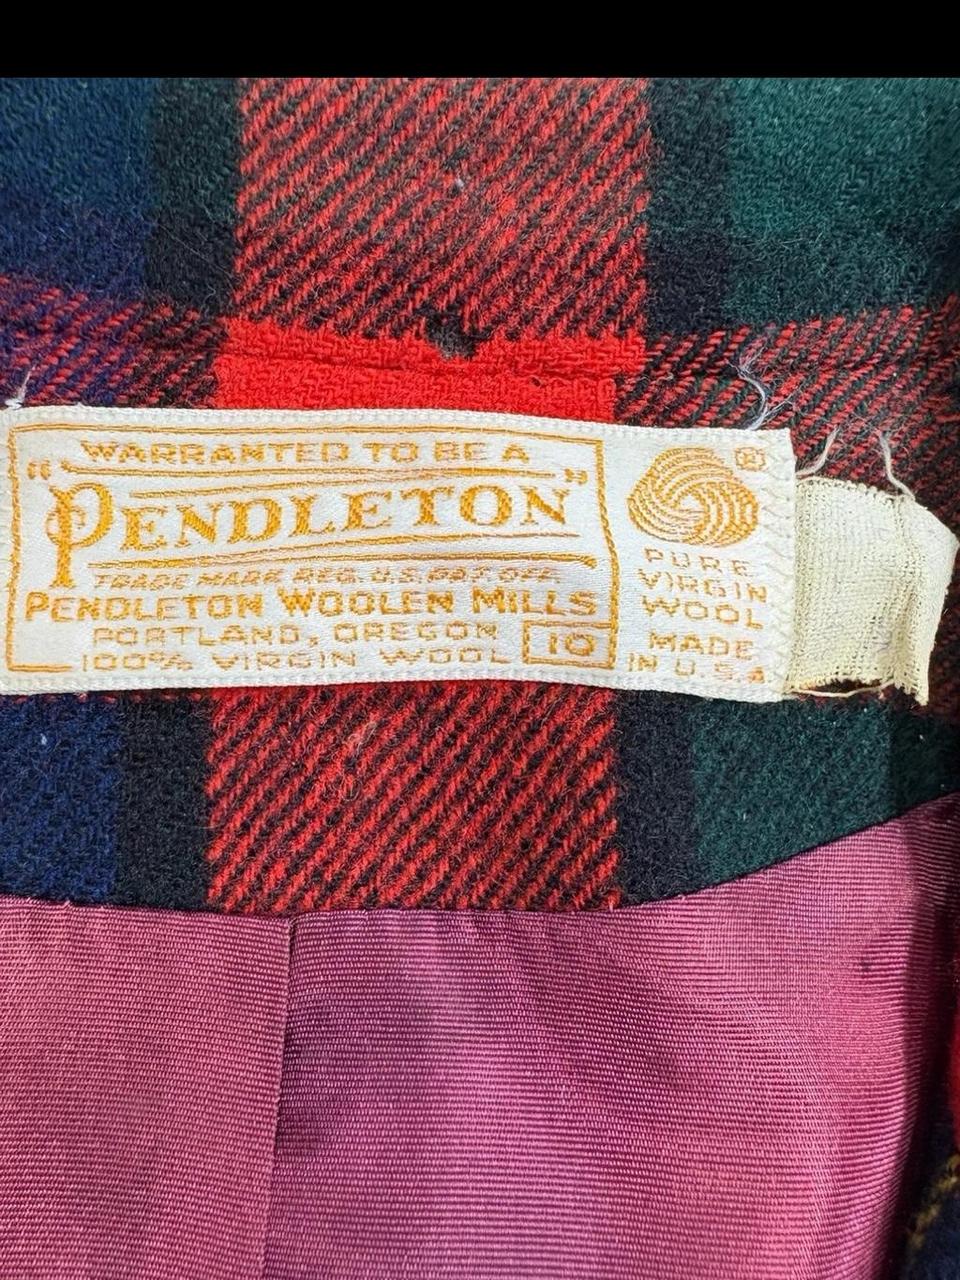 WARRANTED TO BE A
"PENDLETON"
TRADE MARK REG. U.S. PAT. OFF.
PENDLETON WOOLEN MILLS
PORTLAND, OREGON
100% VIRGIN WOOL
10
®
PURE
VIRGIN
WOOL
MADE
IN U.S.A